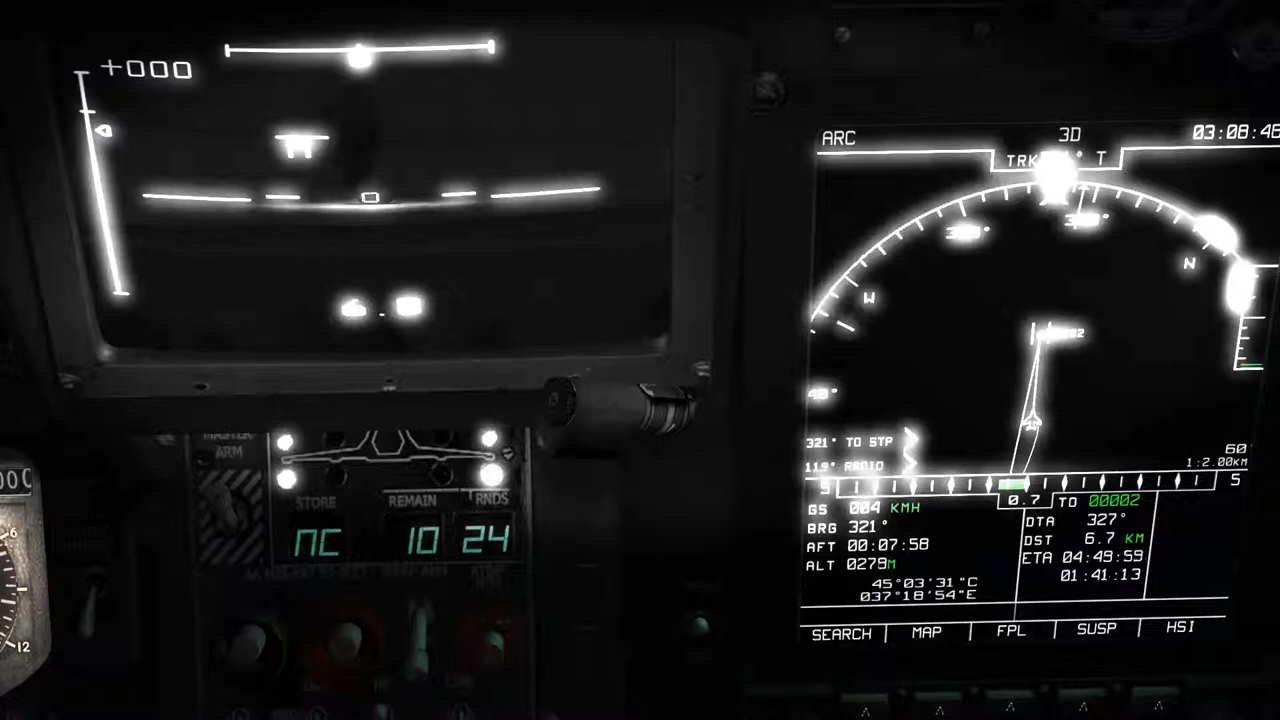 +000
ARC
3D
03:08:46
TRK
° T
N
W
321° TO STP
119° RADIO
60
1:2.00KM
S
S
0.7
TO 00002
GS 004 KMH
BRG 321°
AFT 00:07:58
ALT 0279M
45°03'31"C
037°18'54"E
DTA 327°
DST 6.7 KM
ETA 04:49:59
01:41:13
SEARCH
MAP
FPL
SUSP
HSI
MASTER
ARM
STORE
REMAIN
RNDS
ПС
10
24
6
12